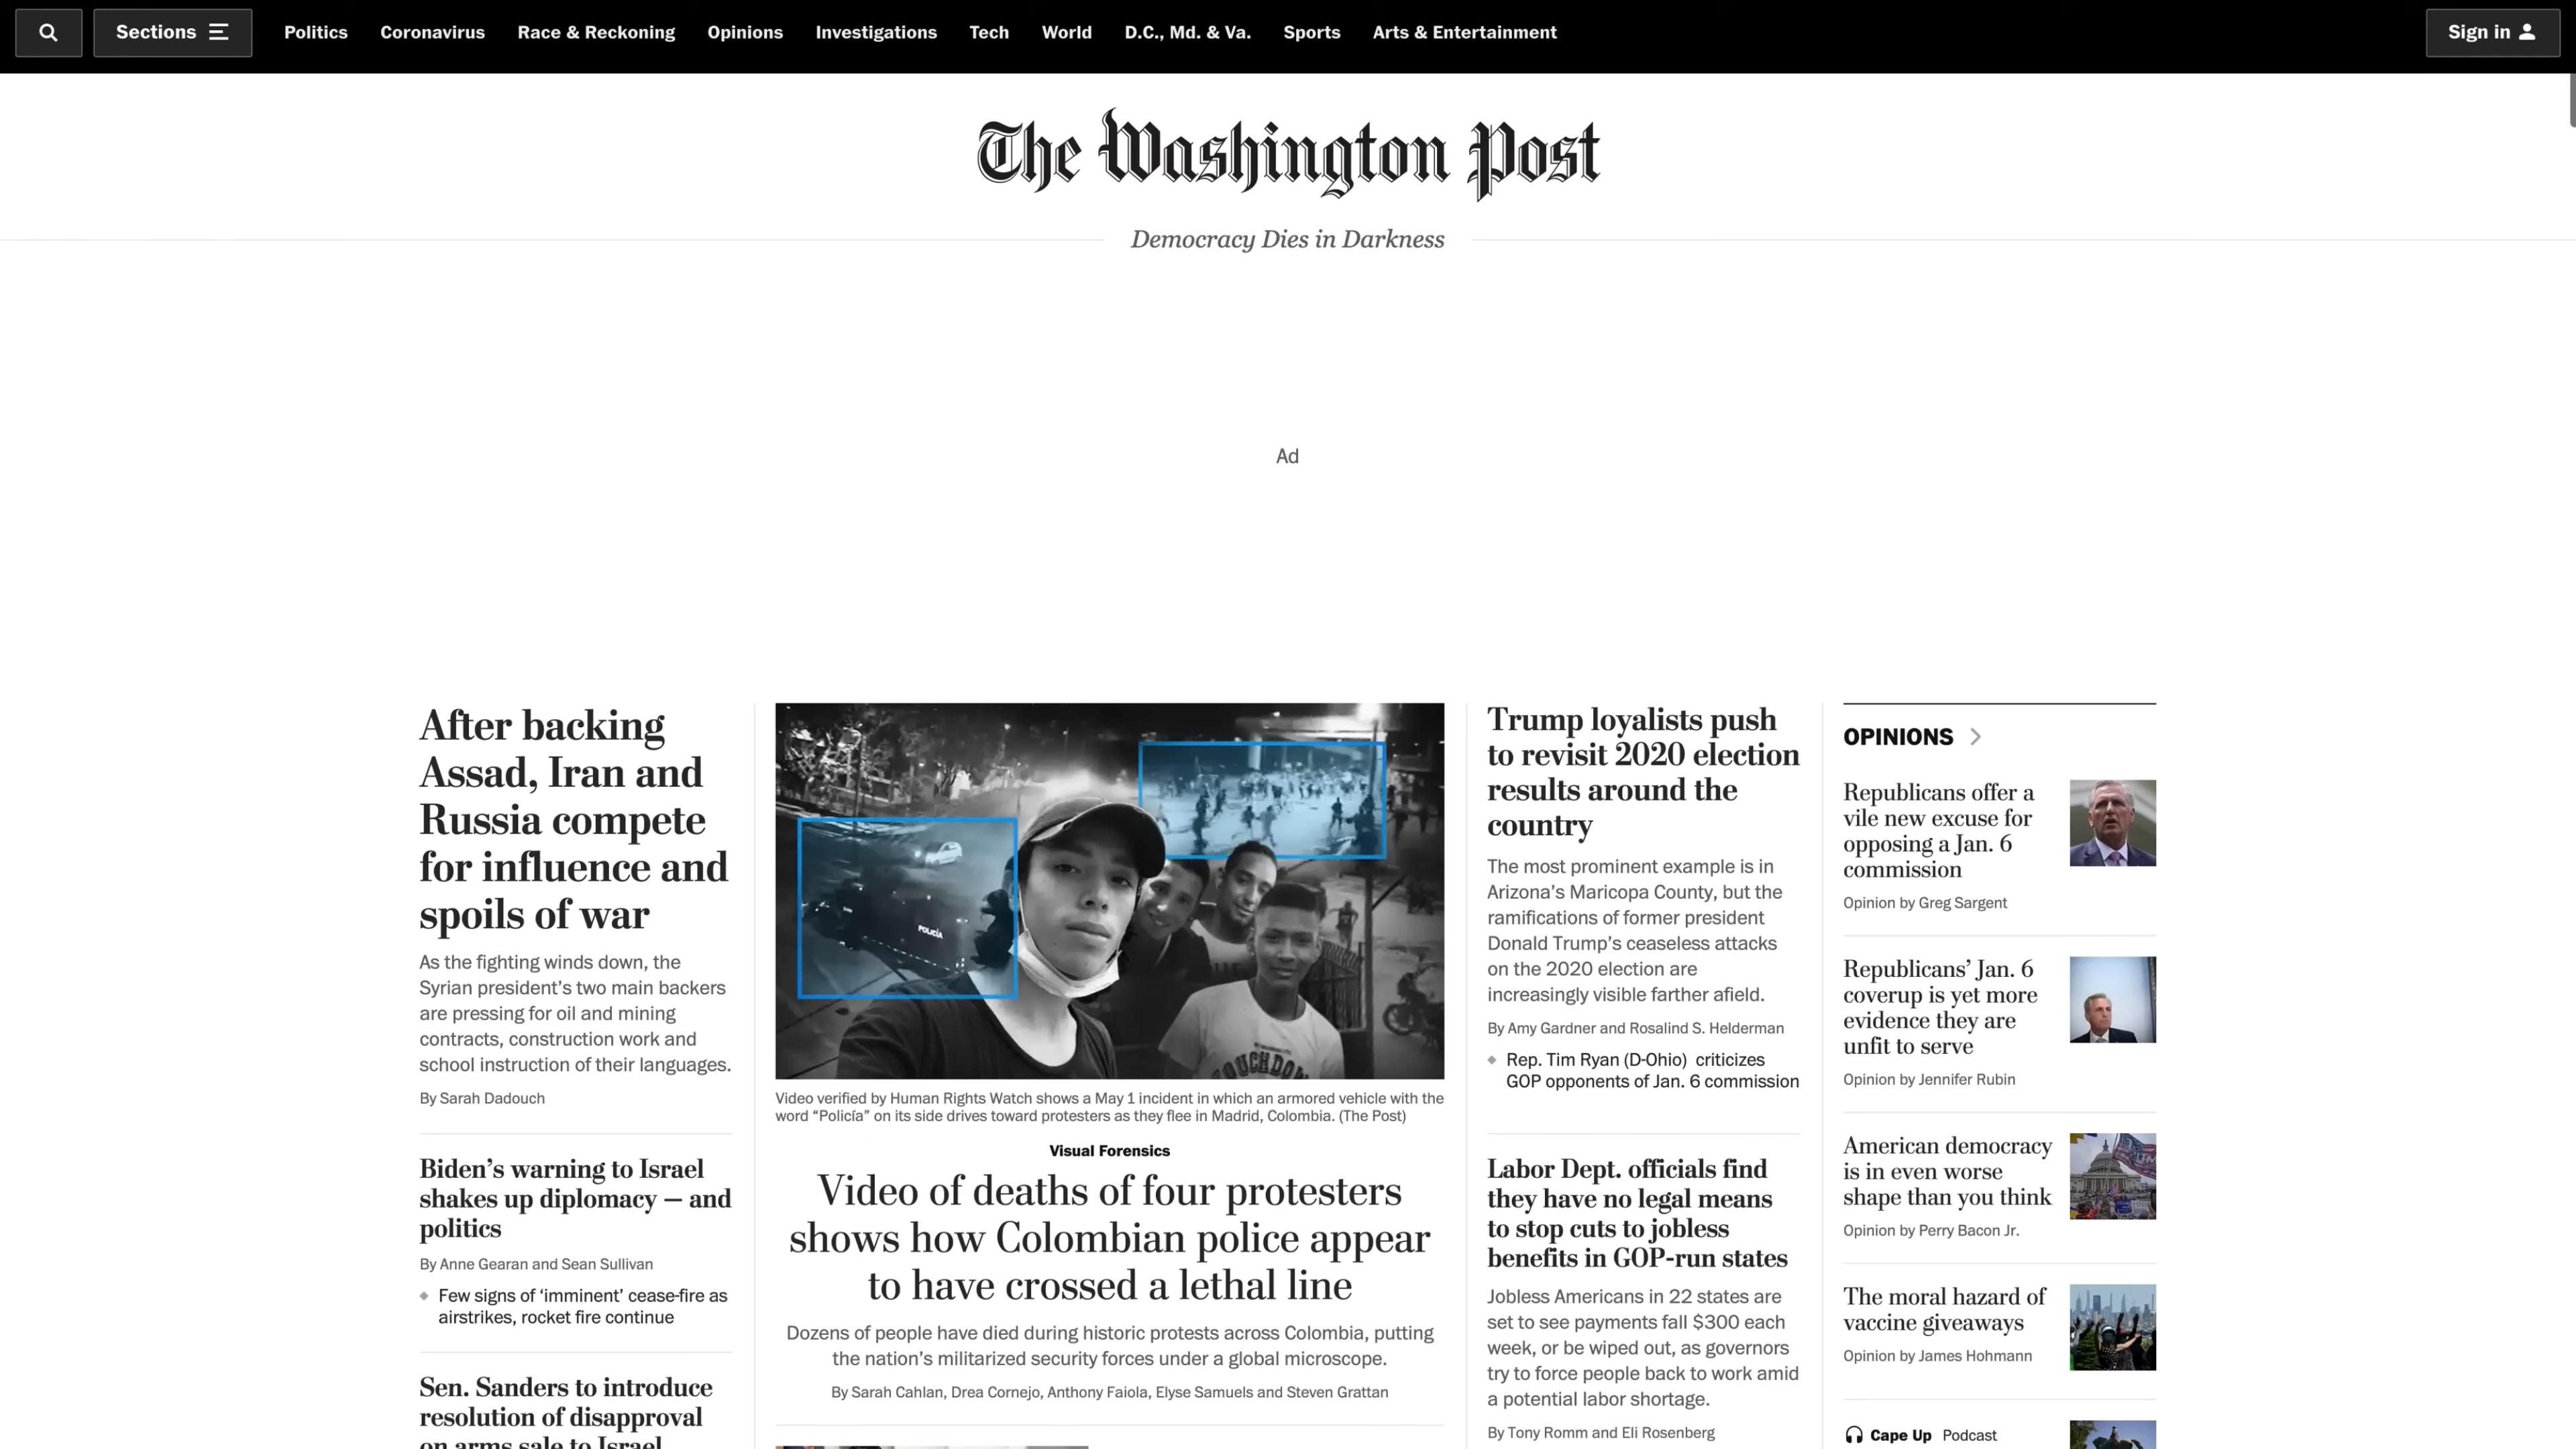 Sections
Politics
Coronavirus
Race & Reckoning
Opinions
Investigations
Tech
World
D.C., Md. & Va.
Sports
Arts & Entertainment
Sign in
The Washington Post
Democracy Dies in Darkness
Ad
After backing
Assad, Iran and
Russia compete
for influence and
spoils of war
As the fighting winds down, the
Syrian president's two main backers
are pressing for oil and mining
contracts, construction work and
school instruction of their languages.
By Sarah Dadouch
Biden's warning to Israel
shakes up diplomacy — and
politics
By Anne Gearan and Sean Sullivan
Few signs of 'imminent' cease-fire as
airstrikes, rocket fire continue
Sen. Sanders to introduce
resolution of disapproval
on arms sale to Israel
POLICÍA
TOUCHDOWN
Video verified by Human Rights Watch shows a May 1 incident in which an armored vehicle with the
word “Policía” on its side drives toward protesters as they flee in Madrid, Colombia. (The Post)
Visual Forensics
Video of deaths of four protesters
shows how Colombian police appear
to have crossed a lethal line
Dozens of people have died during historic protests across Colombia, putting
the nation's militarized security forces under a global microscope.
By Sarah Cahlan, Drea Cornejo, Anthony Faiola, Elyse Samuels and Steven Grattan
Trump loyalists push
to revisit 2020 election
results around the
country
The most prominent example is in
Arizona's Maricopa County, but the
ramifications of former president
Donald Trump's ceaseless attacks
on the 2020 election are
increasingly visible farther afield.
By Amy Gardner and Rosalind S. Helderman
Rep. Tim Ryan (D-Ohio) criticizes
GOP opponents of Jan. 6 commission
Labor Dept. officials find
they have no legal means
to stop cuts to jobless
benefits in GOP-run states
Jobless Americans in 22 states are
set to see payments fall $300 each
week, or be wiped out, as governors
try to force people back to work amid
a potential labor shortage.
By Tony Romm and Eli Rosenberg
OPINIONS
Republicans offer a
vile new excuse for
opposing a Jan. 6
commission
Opinion by Greg Sargent
Republicans' Jan. 6
coverup is yet more
evidence they are
unfit to serve
Opinion by Jennifer Rubin
American democracy
is in even worse
shape than you think
Opinion by Perry Bacon Jr.
The moral hazard of
vaccine giveaways
Opinion by James Hohmann
Cape Up Podcast